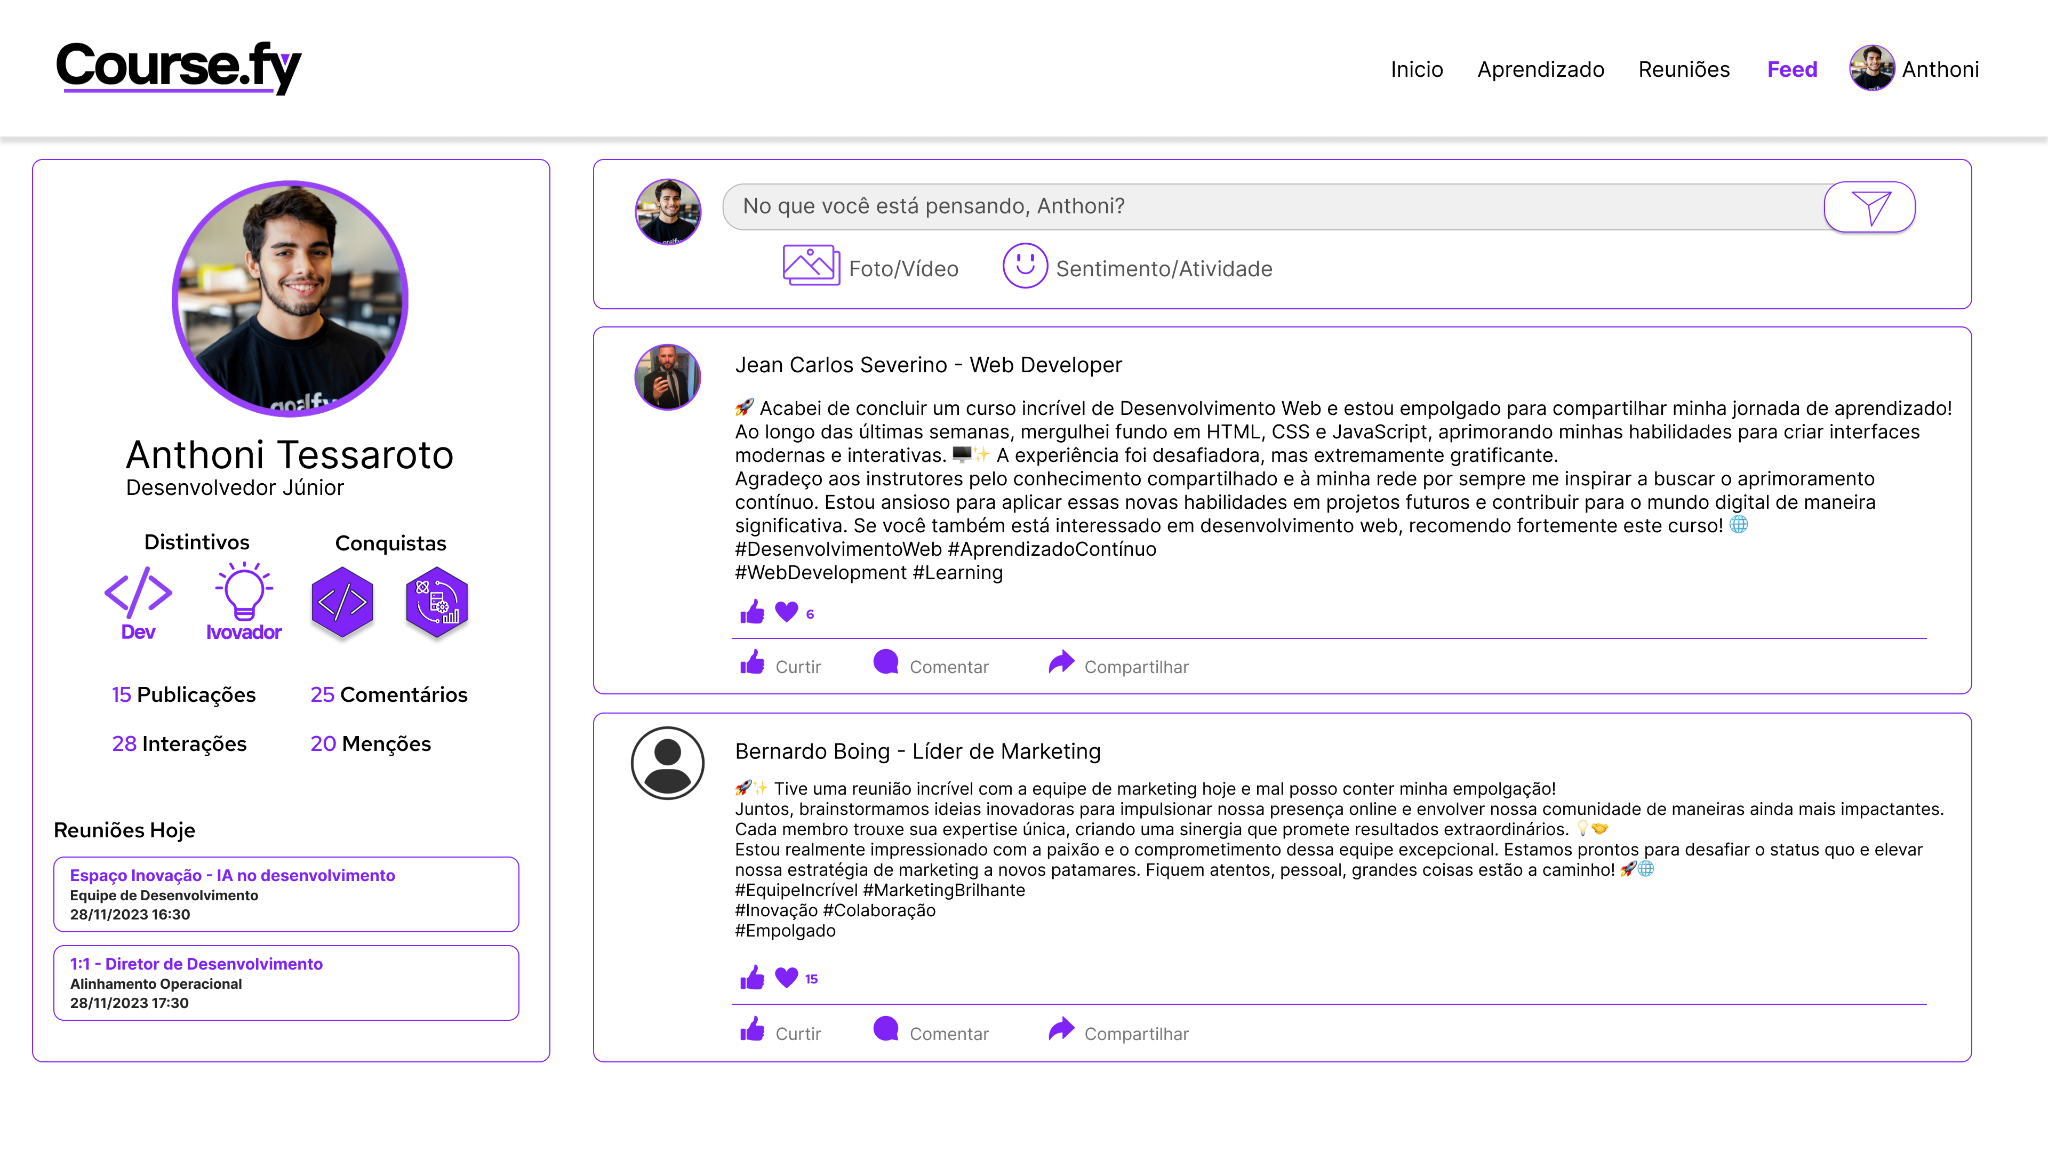 Course.fy
Inicio
Aprendizado
Reuniões
Feed
Anthoni
goalfy
Anthoni Tessaroto
Desenvolvedor Júnior
Distintivos
Conquistas
Dev
Ivovador
15 Publicações
25 Comentários
28 Interações
20 Menções
Reuniões Hoje
Espaço Inovação - IA no desenvolvimento
Equipe de Desenvolvimento
28/11/2023 16:30
1:1 - Diretor de Desenvolvimento
Alinhamento Operacional
28/11/2023 17:30
No que você está pensando, Anthoni?
Foto/Vídeo
Sentimento/Atividade
Jean Carlos Severino - Web Developer
🚀 Acabei de concluir um curso incrível de Desenvolvimento Web e estou empolgado para compartilhar minha jornada de aprendizado!
Ao longo das últimas semanas, mergulhei fundo em HTML, CSS e JavaScript, aprimorando minhas habilidades para criar interfaces
modernas e interativas. 🖥️✨ A experiência foi desafiadora, mas extremamente gratificante.
Agradeço aos instrutores pelo conhecimento compartilhado e à minha rede por sempre me inspirar a buscar o aprimoramento
contínuo. Estou ansioso para aplicar essas novas habilidades em projetos futuros e contribuir para o mundo digital de maneira
significativa. Se você também está interessado em desenvolvimento web, recomendo fortemente este curso! 🌐
#DesenvolvimentoWeb #AprendizadoContínuo
#WebDevelopment #Learning
6
Curtir
Comentar
Compartilhar
Bernardo Boing - Líder de Marketing
🚀✨ Tive uma reunião incrível com a equipe de marketing hoje e mal posso conter minha empolgação!
Juntos, brainstormamos ideias inovadoras para impulsionar nossa presença online e envolver nossa comunidade de maneiras ainda mais impactantes.
Cada membro trouxe sua expertise única, criando uma sinergia que promete resultados extraordinários. 💡🤝
Estou realmente impressionado com a paixão e o comprometimento dessa equipe excepcional. Estamos prontos para desafiar o status quo e elevar
nossa estratégia de marketing a novos patamares. Fiquem atentos, pessoal, grandes coisas estão a caminho! 🚀🌐
#EquipeIncrível #MarketingBrilhante
#Inovação #Colaboração
#Empolgado
15
Curtir
Comentar
Compartilhar